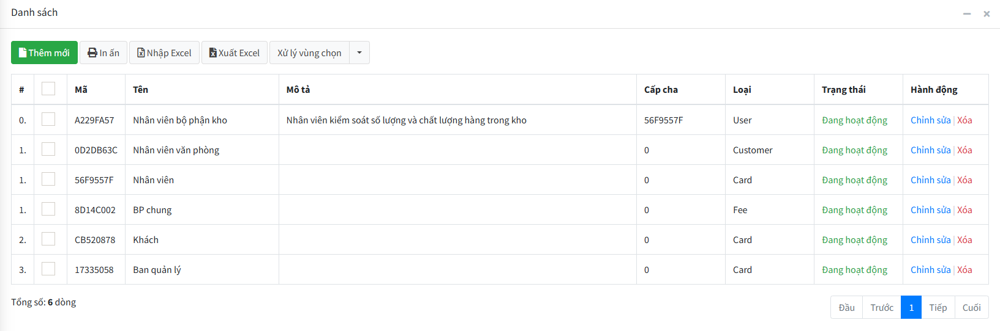 Danh sách
Thêm mới In ấn Nhập Excel Xuất Excel Xử lý vùng chọn
# Mã Tên Mô tả Cấp cha Loại Trạng thái Hành động
0. A229FA57 Nhân viên bộ phận kho Nhân viên kiểm soát số lượng và chất lượng hàng trong kho 56F9557F User Đang hoạt động Chỉnh sửa | Xóa
1. 0D2DB63C Nhân viên văn phòng 0 Customer Đang hoạt động Chỉnh sửa | Xóa
1. 56F9557F Nhân viên 0 Card Đang hoạt động Chỉnh sửa | Xóa
1. 8D14C002 BP chung 0 Fee Đang hoạt động Chỉnh sửa | Xóa
2. CB520878 Khách 0 Card Đang hoạt động Chỉnh sửa | Xóa
3. 17335058 Ban quản lý 0 Card Đang hoạt động Chỉnh sửa | Xóa
Tổng số: 6 dòng
Đầu Trước 1 Tiếp Cuối